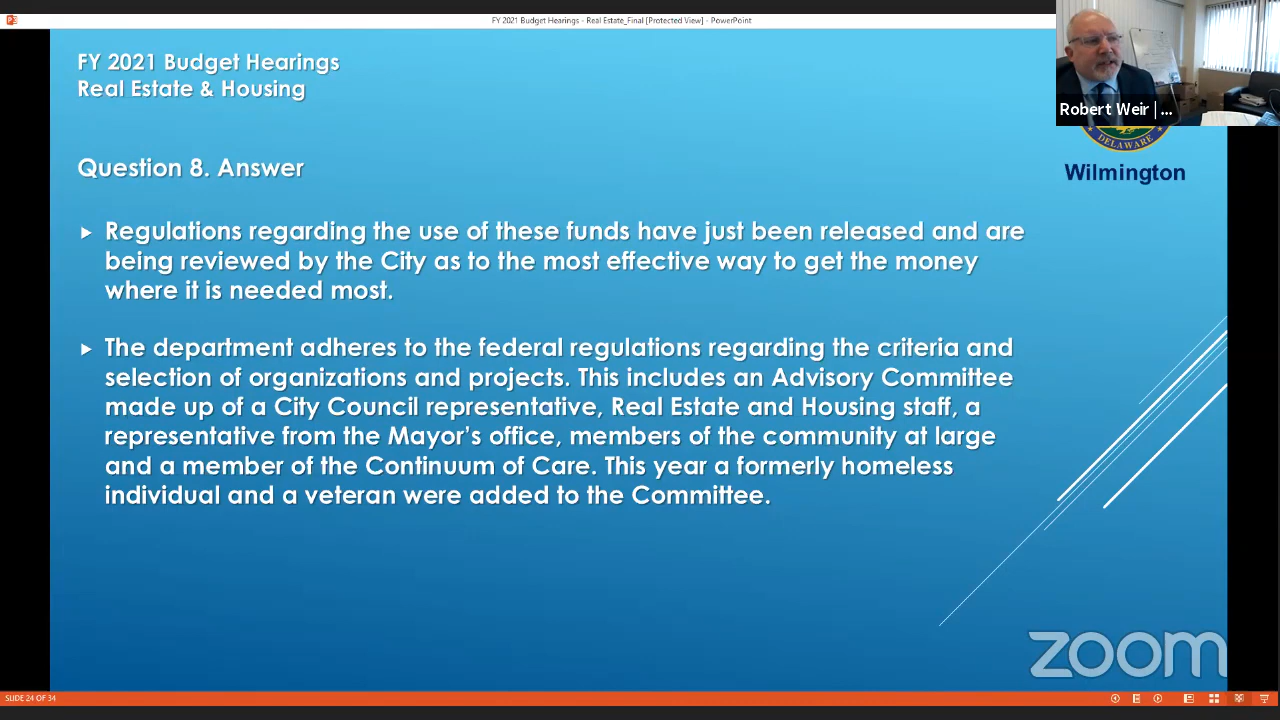 FY 2021 Budget Hearings - Real Estate_Final [Protected View] - PowerPoint
FY 2021 Budget Hearings
Real Estate & Housing
Robert Weir | ...
DELAWARE
Wilmington
Question 8. Answer
Regulations regarding the use of these funds have just been released and are
being reviewed by the City as to the most effective way to get the money
where it is needed most.
The department adheres to the federal regulations regarding the criteria and
selection of organizations and projects. This includes an Advisory Committee
made up of a City Council representative, Real Estate and Housing staff, a
representative from the Mayor’s office, members of the community at large
and a member of the Continuum of Care. This year a formerly homeless
individual and a veteran were added to the Committee.
zoom
SLIDE 24 OF 34